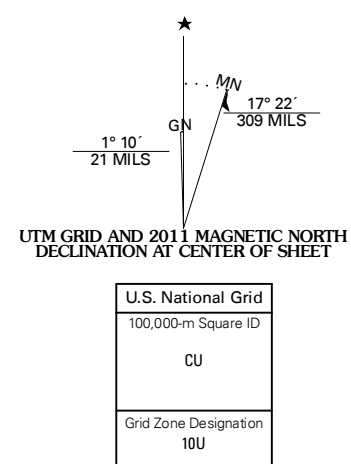 MN
GN
17° 22´
309 MILS
1° 10´
21 MILS
UTM GRID AND 2011 MAGNETIC NORTH
DECLINATION AT CENTER OF SHEET
U.S. National Grid
100,000-m Square ID
CU
Grid Zone Designation
10U